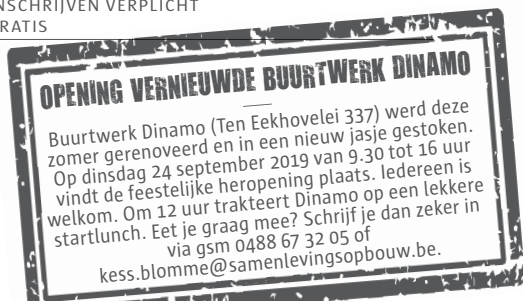 NSCHRIJVEN VERPLICHT
RATIS
OPENING VERNIEUWDE BUURTWERK DINAMO
Buurtwerk Dinamo (Ten Eekhovelei 337) werd deze
zomer gerenoveerd en in een nieuw jasje gestoken.
Op dinsdag 24 september 2019 van 9.30 tot 16 uur
vindt de feestelijke heropening plaats. Iedereen is
welkom. Om 12 uur trakteert Dinamo op een lekkere
startlunch. Eet je graag mee? Schrijf je dan zeker in
via gsm 0488 67 32 05 of
kess.blomme@samenlevingsopbouw.be.